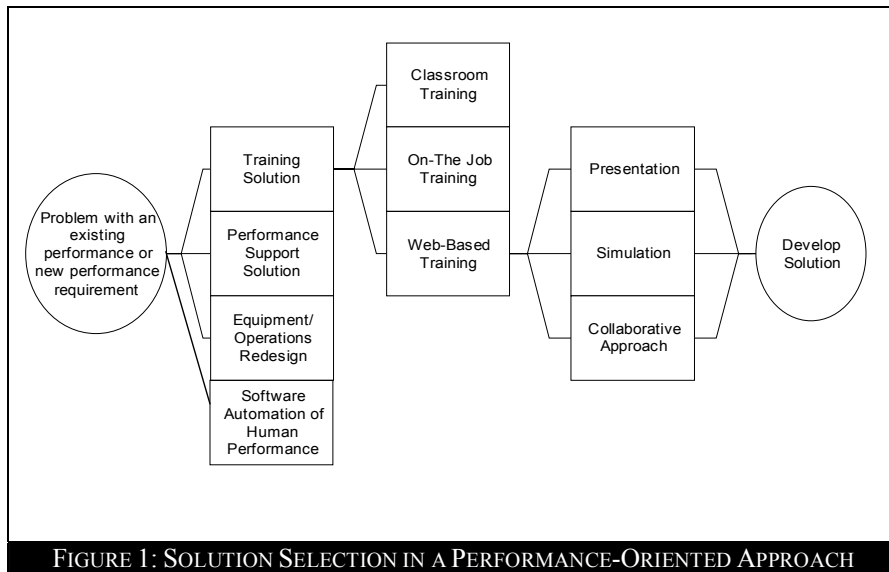 Problem with an
existing
performance or
new performance
requirement
Training
Solution
Performance
Support
Solution
Equipment/
Operations
Redesign
Software
Automation of
Human
Performance
Classroom
Training
On-The Job
Training
Web-Based
Training
Presentation
Simulation
Collaborative
Approach
Develop
Solution
FIGURE 1: SOLUTION SELECTION IN A PERFORMANCE-ORIENTED APPROACH